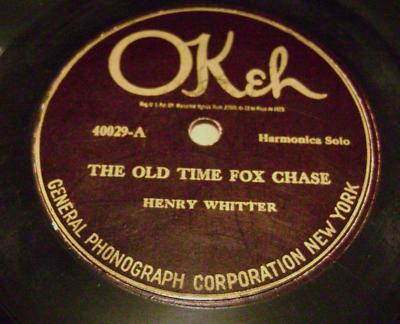 OKeh
40029-A
Harmonica Solo
THE OLD TIME FOX CHASE
HENRY WHITTER
GENERAL PHONOGRAPH CORPORATION NEW YORK